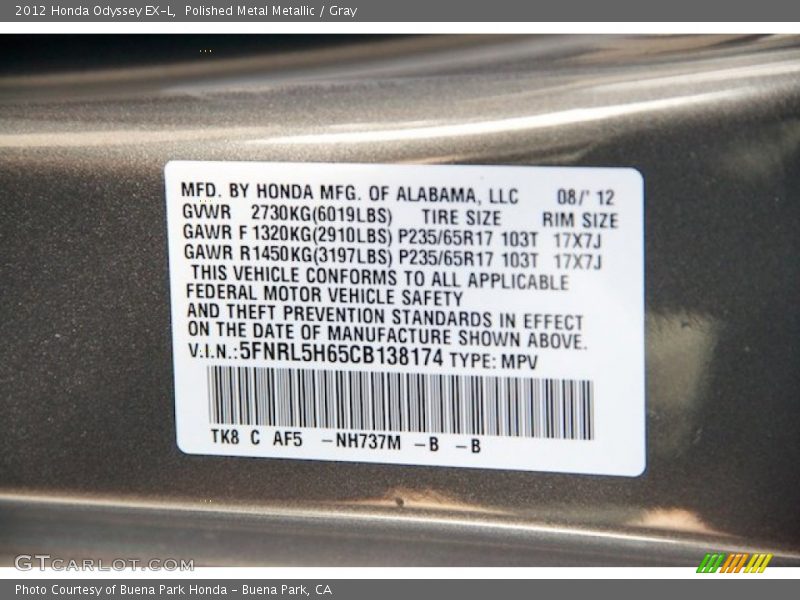 2012 Honda Odyssey EX-L, Polished Metal Metallic / Gray
MFD. BY HONDA MFG. OF ALABAMA, LLC 08/' 12
GVWR 2730KG(6019LBS) TIRE SIZE RIM SIZE
GAWR F 1320KG(2910LBS) P235/65R17 103T 17X7J
GAWR R1450KG(3197LBS) P235/65R17 103T 17X7J
THIS VEHICLE CONFORMS TO ALL APPLICABLE
FEDERAL MOTOR VEHICLE SAFETY
AND THEFT PREVENTION STANDARDS IN EFFECT
ON THE DATE OF MANUFACTURE SHOWN ABOVE.
V.I.N.:5FNRL5H65CB138174 TYPE: MPV
TK8 C AF5 -NH737M -B -B
GTCARLOT.COM
Photo Courtesy of Buena Park Honda - Buena Park, CA